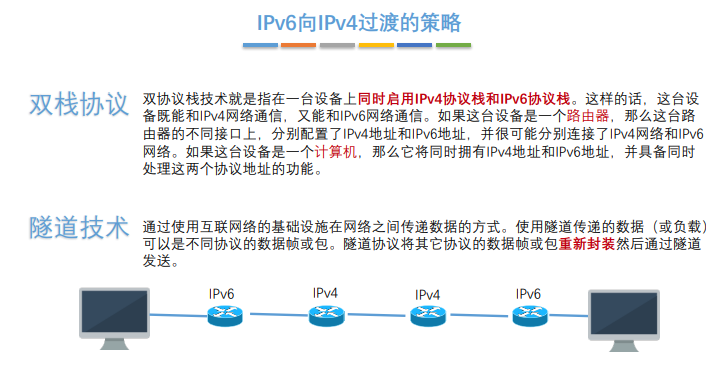 IPv6向IPv4过渡的策略
双栈协议
双协议栈技术就是指在一台设备上同时启用IPv4协议栈和IPv6协议栈。这样的话，这台设
备既能和IPv4网络通信，又能和IPv6网络通信。如果这台设备是一个路由器，那么这台路
由器的不同接口上，分别配置了IPv4地址和IPv6地址，并很可能分别连接了IPv4网络和IPv6
网络。如果这台设备是一个计算机，那么它将同时拥有IPv4地址和IPv6地址，并具备同时
处理这两个协议地址的功能。
隧道技术
通过使用互联网络的基础设施在网络之间传递数据的方式。使用隧道传递的数据（或负载）
可以是不同协议的数据帧或包。隧道协议将其它协议的数据帧或包重新封装然后通过隧道
发送。
IPv6 IPv4 IPv4 IPv6